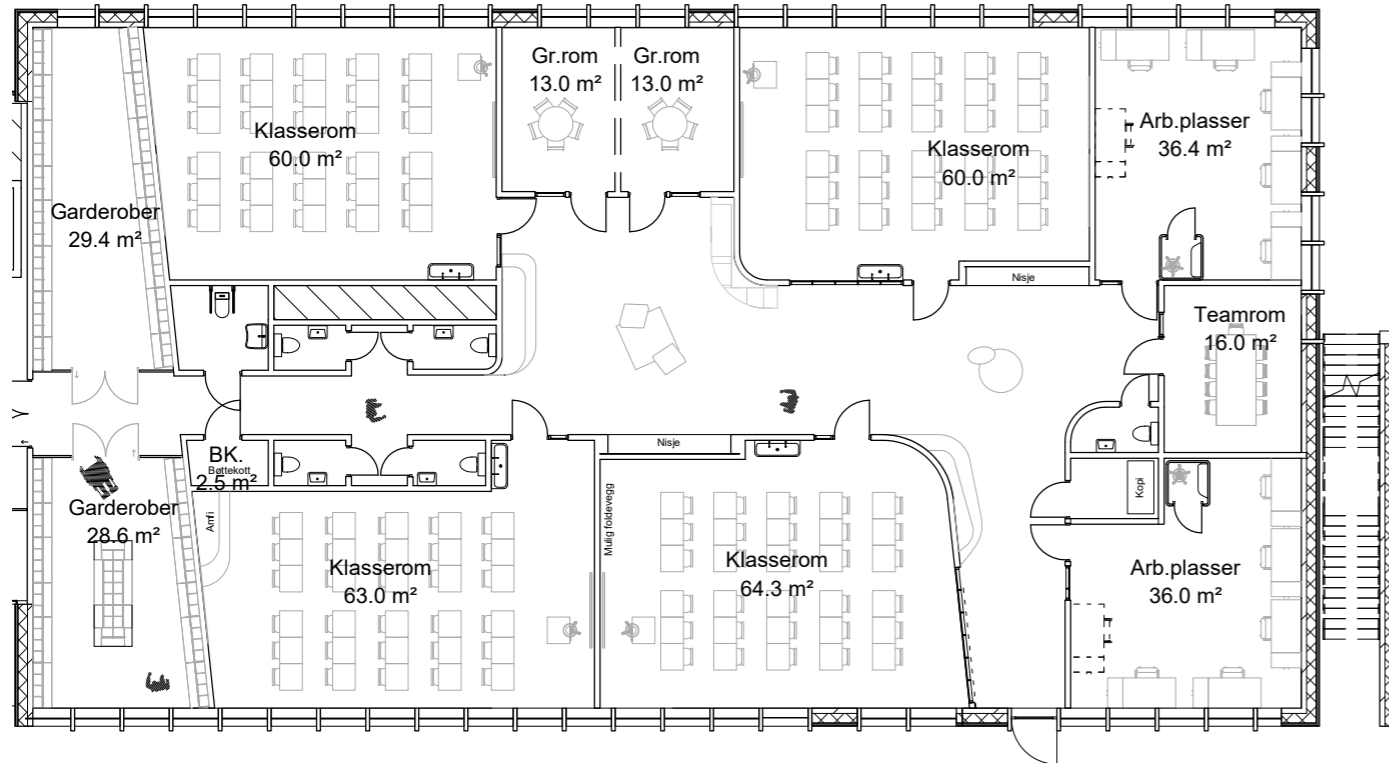 Gr.rom
13.0 m²
Gr.rom
13.0 m²
Klasserom
60.0 m²
Klasserom
60.0 m²
Arb.plasser
36.4 m²
Garderober
29.4 m²
Nisje
Teamrom
16.0 m²
Nisje
BK.
Bøttekott
2.5 m²
Kopi
Garderober
28.6 m²
Amfi
Mulig foldevegg
Klasserom
63.0 m²
Klasserom
64.3 m²
Arb.plasser
36.0 m²